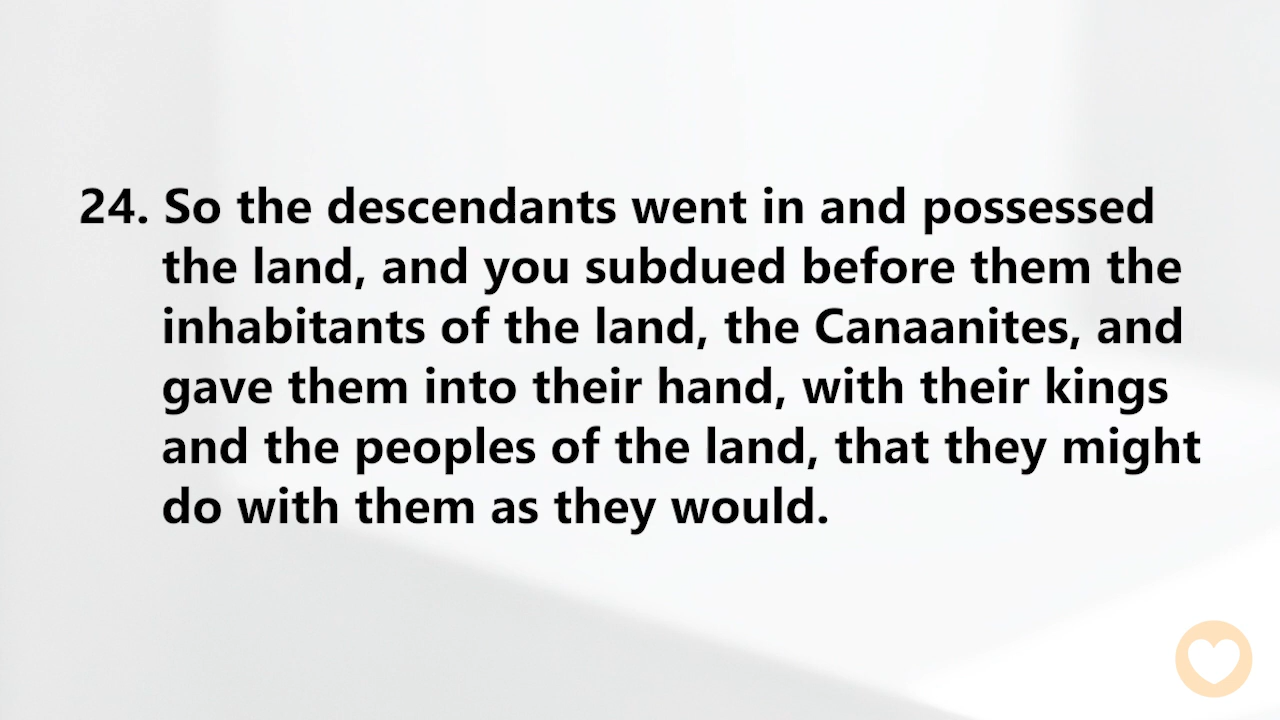 24. So the descendants went in and possessed
the land, and you subdued before them the
inhabitants of the land, the Canaanites, and
gave them into their hand, with their kings
and the peoples of the land, that they might
do with them as they would.